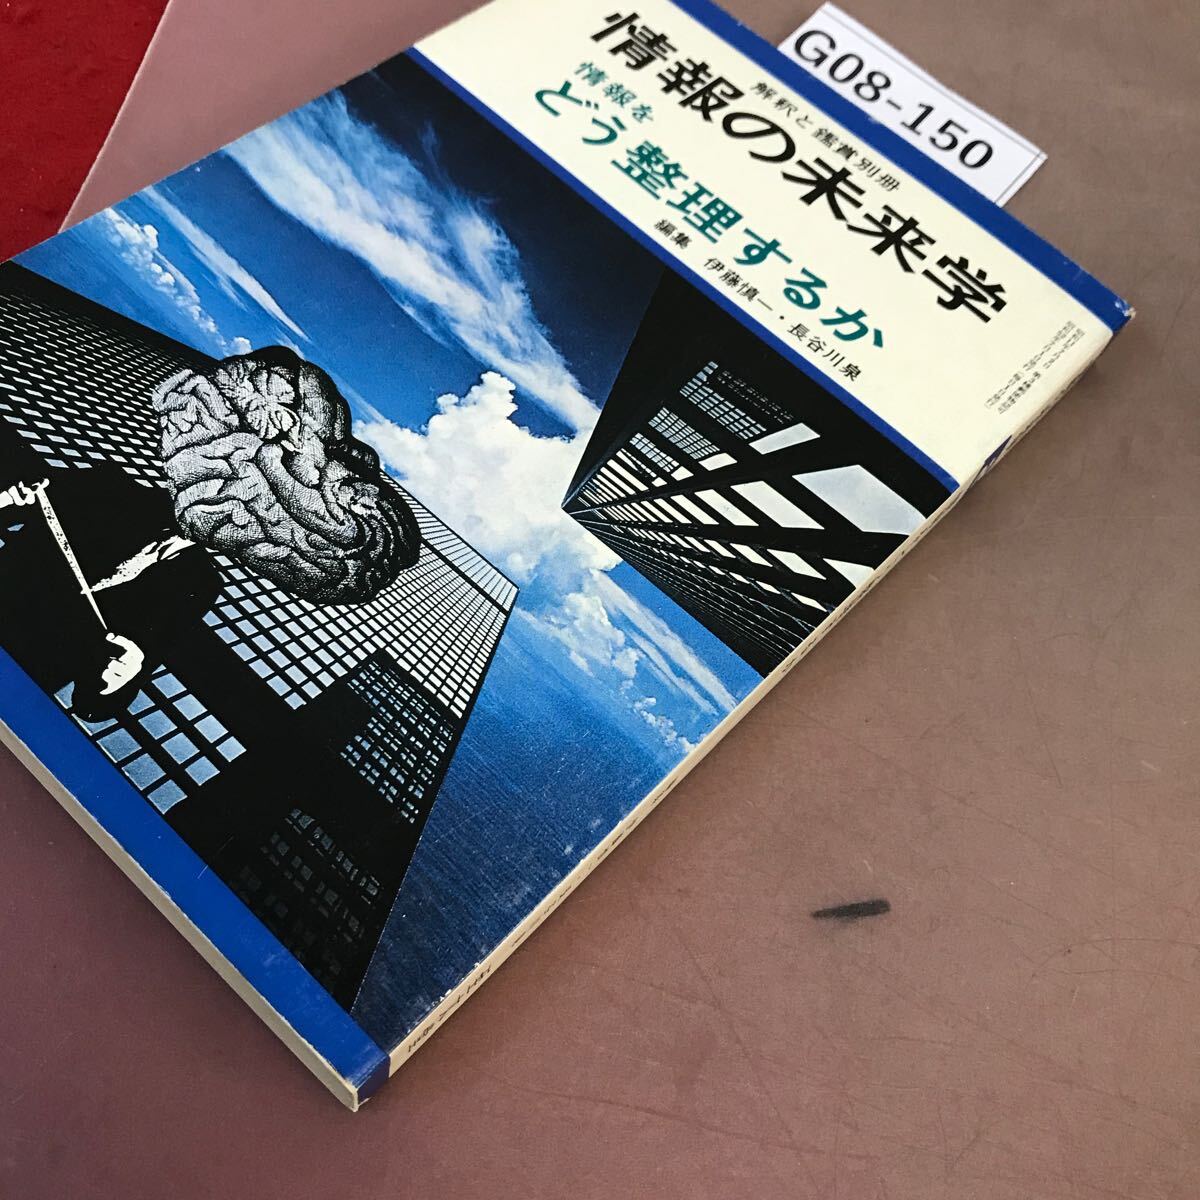 G08-150
解釈と鑑賞別冊
情報の未来学
情報を
どう整理するか
編集 伊藤慎一・長谷川泉